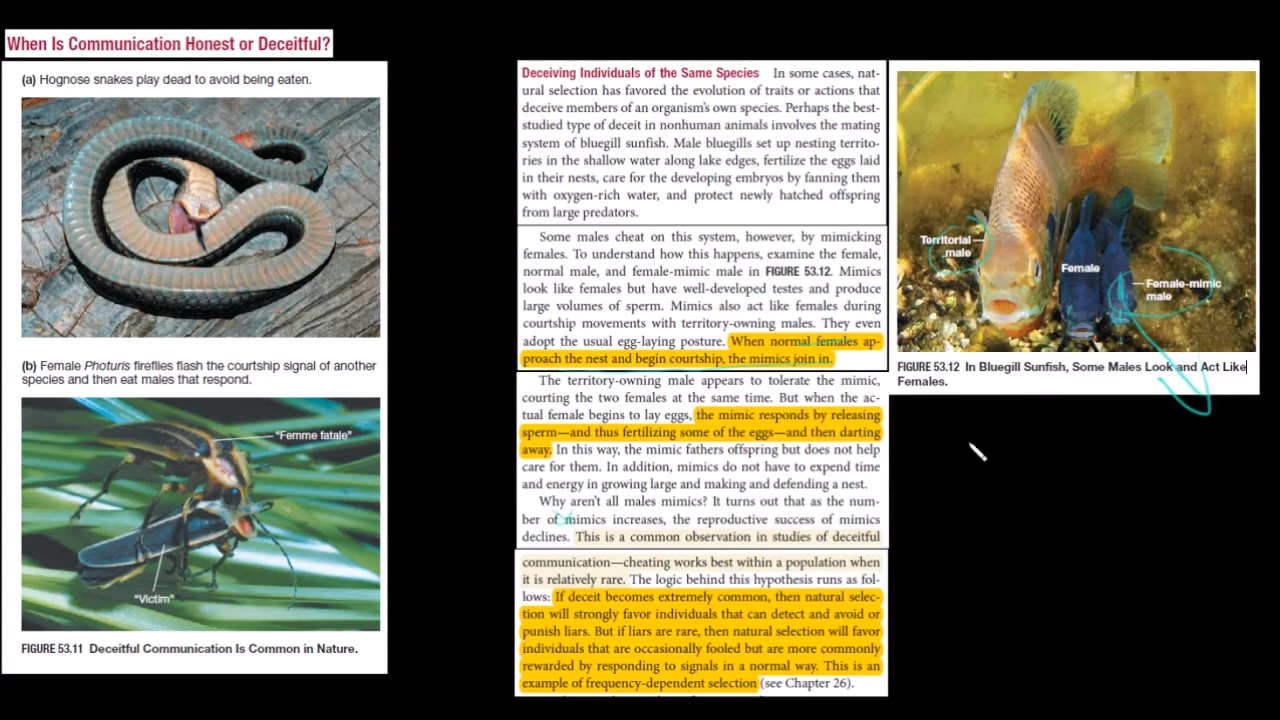 When Is Communication Honest or Deceitful?
(a) Hognose snakes play dead to avoid being eaten.
(b) Female Photuris fireflies flash the courtship signal of another
species and then eat males that respond.
“Femme fatale”
“Victim”
FIGURE 53.11 Deceitful Communication Is Common in Nature.
Deceiving Individuals of the Same Species In some cases, nat-
ural selection has favored the evolution of traits or actions that
deceive members of an organism’s own species. Perhaps the best-
studied type of deceit in nonhuman animals involves the mating
system of bluegill sunfish. Male bluegills set up nesting territo-
ries in the shallow water along lake edges, fertilize the eggs laid
in their nests, care for the developing embryos by fanning them
with oxygen-rich water, and protect newly hatched offspring
from large predators.
Some males cheat on this system, however, by mimicking
females. To understand how this happens, examine the female,
normal male, and female-mimic male in FIGURE 53.12. Mimics
look like females but have well-developed testes and produce
large volumes of sperm. Mimics also act like females during
courtship movements with territory-owning males. They even
adopt the usual egg-laying posture. When normal females ap-
proach the nest and begin courtship, the mimics join in.
The territory-owning male appears to tolerate the mimic,
courting the two females at the same time. But when the ac-
tual female begins to lay eggs, the mimic responds by releasing
sperm—and thus fertilizing some of the eggs—and then darting
away. In this way, the mimic fathers offspring but does not help
care for them. In addition, mimics do not have to expend time
and energy in growing large and making and defending a nest.
Why aren’t all males mimics? It turns out that as the num-
ber of mimics increases, the reproductive success of mimics
declines. This is a common observation in studies of deceitful
communication—cheating works best within a population when
it is relatively rare. The logic behind this hypothesis runs as fol-
lows: If deceit becomes extremely common, then natural selec-
tion will strongly favor individuals that can detect and avoid or
punish liars. But if liars are rare, then natural selection will favor
individuals that are occasionally fooled but are more commonly
rewarded by responding to signals in a normal way. This is an
example of frequency-dependent selection (see Chapter 26).
Territorial
male
Female
Female-mimic
male
FIGURE 53.12 In Bluegill Sunfish, Some Males Look and Act Like
Females.